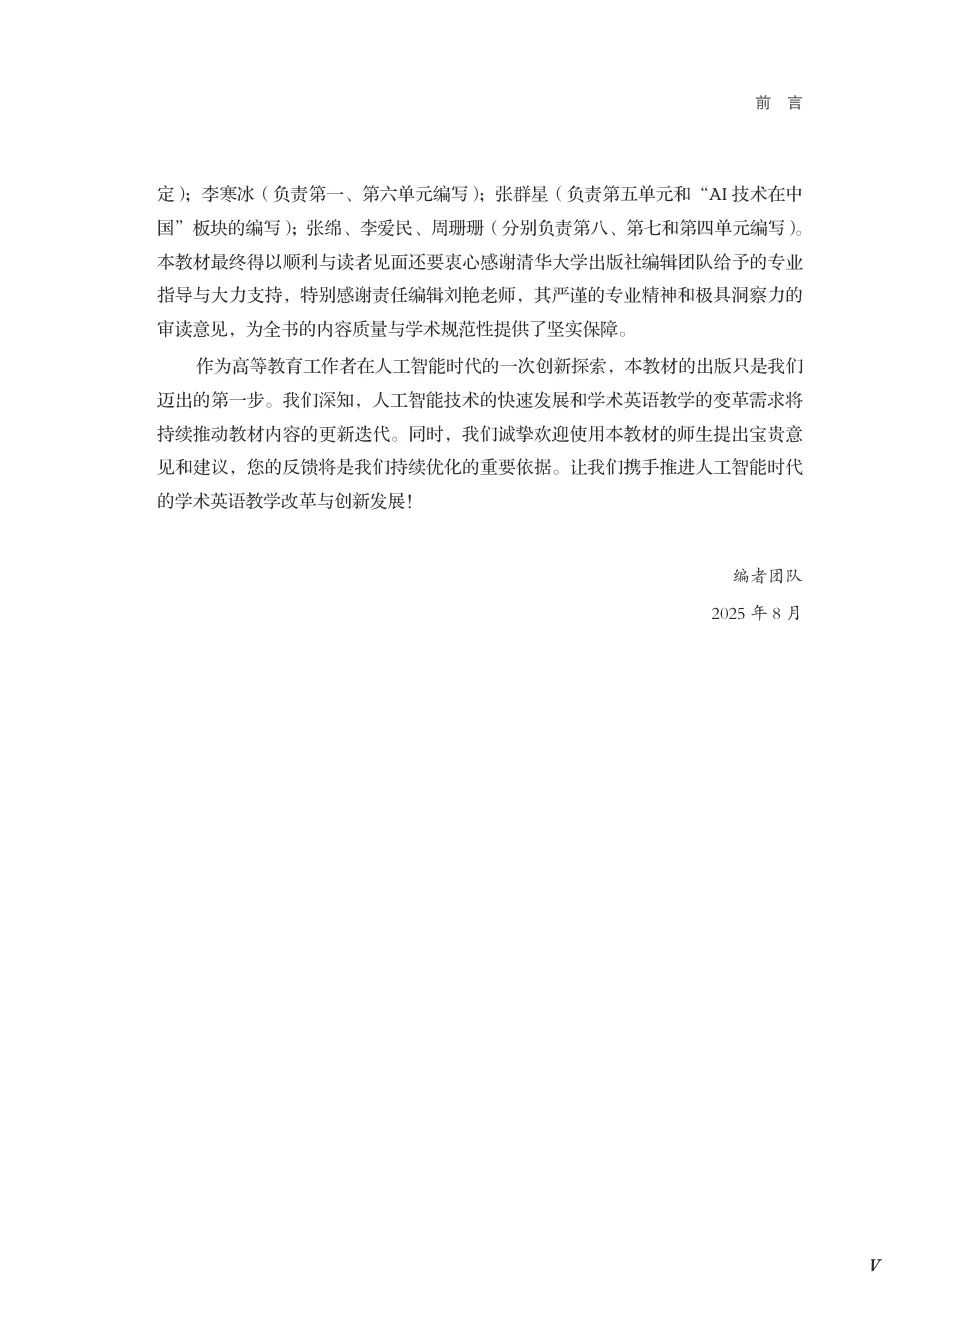 前　言
定）；李寒冰（负责第一、第六单元编写）；张群星（负责第五单元和“AI 技术在中
国”板块的编写）；张绵、李爱民、周珊珊（分别负责第八、第七和第四单元编写）。
本教材最终得以顺利与读者见面还要衷心感谢清华大学出版社编辑团队给予的专业
指导与大力支持，特别感谢责任编辑刘艳老师，其严谨的专业精神和极具洞察力的
审读意见，为全书的内容质量与学术规范性提供了坚实保障。
作为高等教育工作者在人工智能时代的一次创新探索，本教材的出版只是我们
迈出的第一步。我们深知，人工智能技术的快速发展和学术英语教学的变革需求将
持续推动教材内容的更新迭代。同时，我们诚挚欢迎使用本教材的师生提出宝贵意
见和建议，您的反馈将是我们持续优化的重要依据。让我们携手推进人工智能时代
的学术英语教学改革与创新发展！
编者团队
2025 年 8 月
V